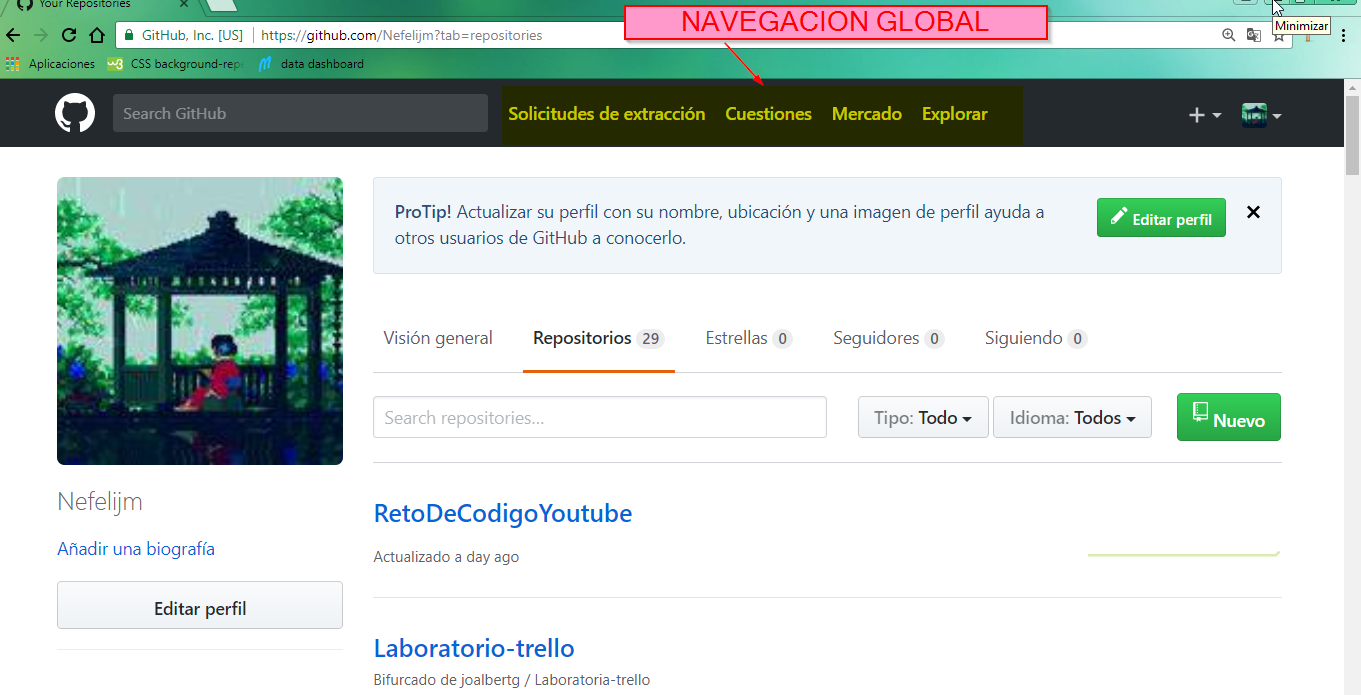 Your Repositories
NAVEGACION GLOBAL
Minimizar
GitHub, Inc. [US] https://github.com/Nefelijm?tab=repositories
Aplicaciones CSS background-rep data dashboard
Search GitHub Solicitudes de extracción Cuestiones Mercado Explorar
ProTip! Actualizar su perfil con su nombre, ubicación y una imagen de perfil ayuda a
otros usuarios de GitHub a conocerlo.
Editar perfil
Visión general Repositorios 29 Estrellas 0 Seguidores 0 Siguiendo 0
Search repositories... Tipo: Todo Idioma: Todos Nuevo
Nefelijm
Añadir una biografía
Editar perfil
RetoDeCodigoYoutube
Actualizado a day ago
Laboratorio-trello
Bifurcado de joalbertg / Laboratoria-trello